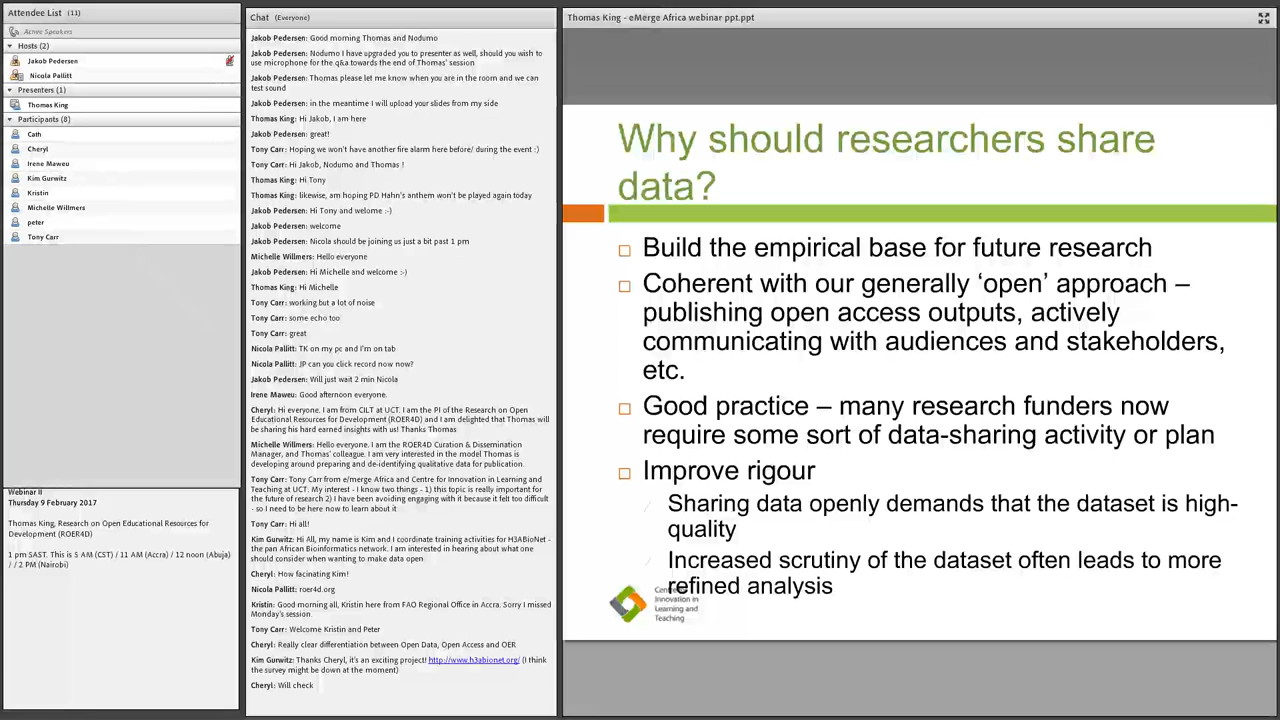 Attendee List (11)
Active Speakers
Hosts (2)
Jakob Pedersen
Nicola Pallitt
Presenters (1)
Thomas King
Participants (8)
Cath
Cheryl
Irene Maweu
Kim Gurwitz
Kristin
Michelle Willmers
peter
Tony Carr
Webinar II
Thursday 9 February 2017
Thomas King, Research on Open Educational Resources for
Development (ROER4D)
1 pm SAST. This is 5 AM (CST) / 11 AM (Accra) / 12 noon (Abuja)
/ / 2 PM (Nairobi)
Chat (Everyone)
Jakob Pedersen: Good morning Thomas and Nodumo
Jakob Pedersen: Nodumo I have upgraded you to presenter as well, should you wish to
use microphone for the q&a towards the end of Thomas' session
Jakob Pedersen: Thomas please let me know when you are in the room and we can
test sound
Jakob Pedersen: in the meantime I will upload your slides from my side
Thomas King: Hi Jakob, I am here
Jakob Pedersen: great!
Tony Carr: Hoping we won't have another fire alarm here before/ during the event :)
Tony Carr: Hi Jakob, Nodumo and Thomas !
Thomas King: Hi Tony
Thomas King: likewise, am hoping PD Hahn's anthem won't be played again today
Jakob Pedersen: Hi Tony and welome :-)
Jakob Pedersen: welcome
Jakob Pedersen: Nicola should be joining us just a bit past 1 pm
Michelle Willmers: Hello everyone
Jakob Pedersen: Hi Michelle and welcome :-)
Thomas King: Hi Michelle
Tony Carr: working but a lot of noise
Tony Carr: some echo too
Tony Carr: great
Nicola Pallitt: TK on my pc and I'm on tab
Nicola Pallitt: JP can you click record now now?
Jakob Pedersen: Will just wait 2 min Nicola
Irene Maweu: Good afternoon everyone.
Cheryl: Hi everyone. I am from CILT at UCT. I am the PI of the Research on Open
Educational Resources for Development (ROER4D) and I am delighted that Thomas will
be sharing his hard earned insights with us! Thanks Thomas
Michelle Willmers: Hello everyone. I am the ROER4D Curation & Dissemination
Manager, and Thomas' colleague. I am very interested in the model Thomas is
developing around preparing and de-identifying qualitative data for publication.
Tony Carr: Tony Carr from e/merge Africa and Centre for Innovation in Learning and
Teaching at UCT. My interest - I know two things - 1) this topic is really important for
the future of research 2) I have been avoiding engaging with it because it felt too difficult
- so I need to be here now to learn about it
Tony Carr: Hi all!
Kim Gurwitz: Hi All, my name is Kim and I coordinate training activities for H3ABioNet -
the pan African Bioinformatics network. I am interested in hearing about what one
should consider when wanting to make data open
Cheryl: How facinating Kim!
Nicola Pallitt: roer4d.org
Kristin: Good morning all, Kristin here from FAO Regional Office in Accra. Sorry I missed
Monday's session.
Tony Carr: Welcome Kristin and Peter
Cheryl: Really clear differentiation between Open Data, Open Access and OER
Kim Gurwitz: Thanks Cheryl, it's an exciting project! http://www.h3abionet.org/ (I think
the survey might be down at the moment)
Cheryl: Will check
Thomas King - eMerge Africa webinar ppt.ppt
Why should researchers share
data?
Build the empirical base for future research
Coherent with our generally ‘open’ approach –
publishing open access outputs, actively
communicating with audiences and stakeholders,
etc.
Good practice – many research funders now
require some sort of data-sharing activity or plan
Improve rigour
Sharing data openly demands that the dataset is high-
quality
Increased scrutiny of the dataset often leads to more
refined analysis
Innovation in
Learning and
Teaching